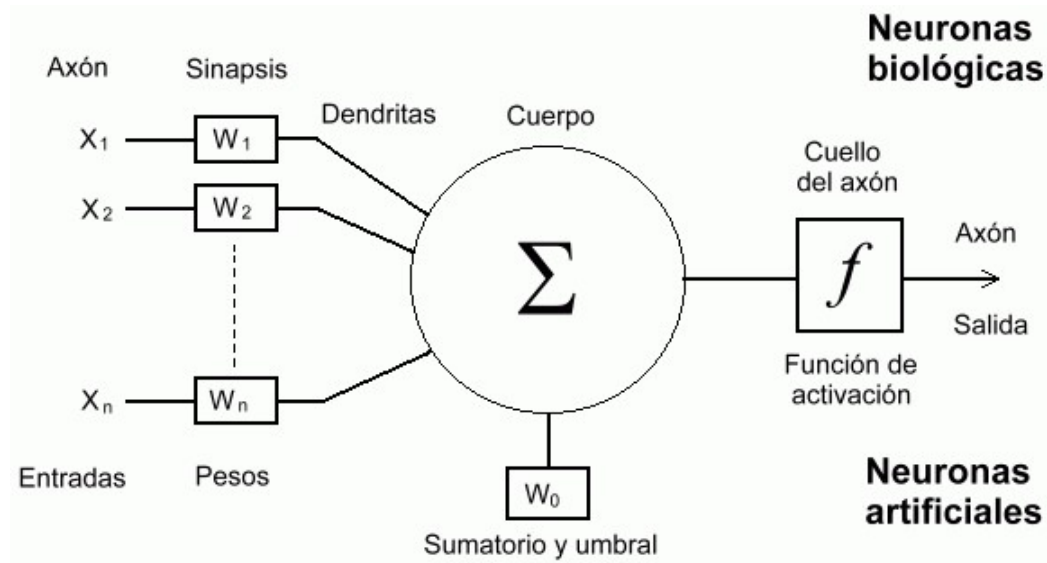 Neuronas
biológicas
Axón
Sinapsis
Dendritas
Cuerpo
Cuello
del axón
X1
W1
X2
W2
Σ
f
Axón
Salida
Función de
activación
Xn
Wn
Entradas
Pesos
W0
Sumatorio y umbral
Neuronas
artificiales